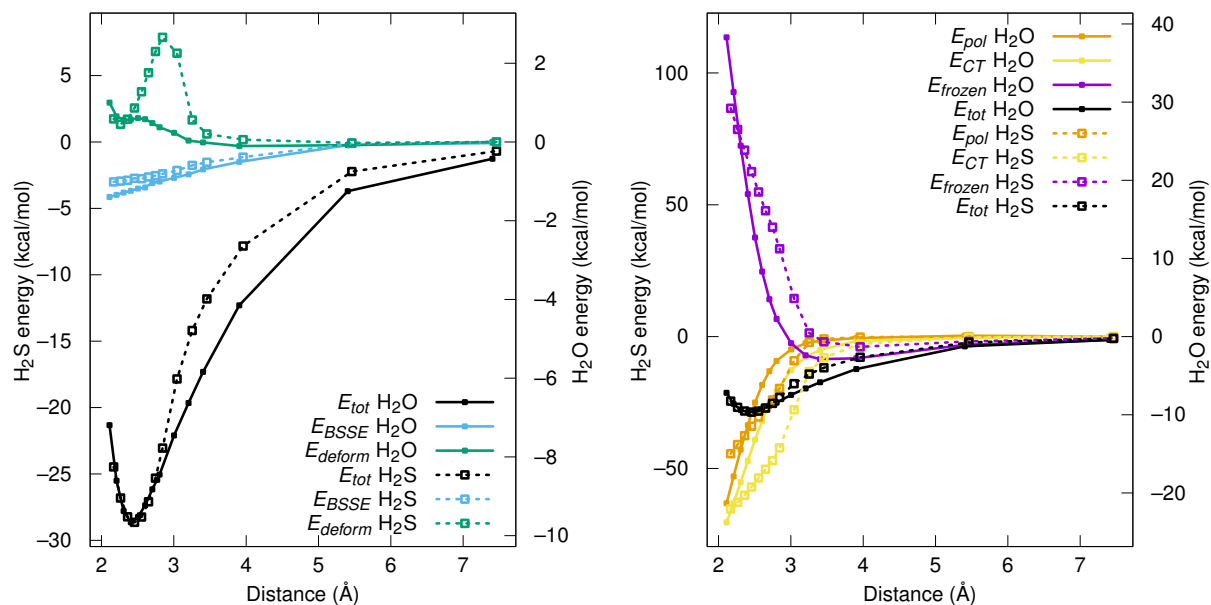 5
0
−5
−10
−15
−20
−25
−30
H2S energy (kcal/mol)
2
0
−2
−4
−6
−8
−10
H2O energy (kcal/mol)
2 3 4 5 6 7
Distance (Å)
Etot H2O
EBSSE H2O
Edeform H2O
Etot H2S
EBSSE H2S
Edeform H2S
100
50
0
−50
H2S energy (kcal/mol)
40
30
20
10
0
−10
−20
H2O energy (kcal/mol)
2 3 4 5 6 7
Distance (Å)
Epol H2O
ECT H2O
Efrozen H2O
Etot H2O
Epol H2S
ECT H2S
Efrozen H2S
Etot H2S